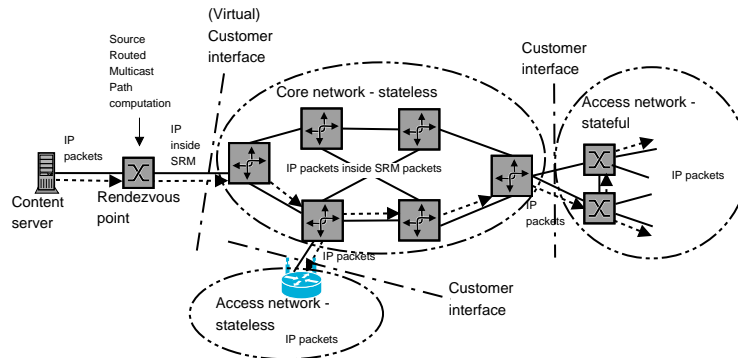 (Virtual)
Customer
interface
Source
Routed
Multicast
Path
computation
IP
packets
IP
inside
SRM
Content
server
Rendezvous
point
Core network - stateless
IP packets inside SRM packets
Customer
interface
Access network -
stateful
IP packets
IP
packets
IP
packets
Access network -
stateless
IP packets
Customer
interface